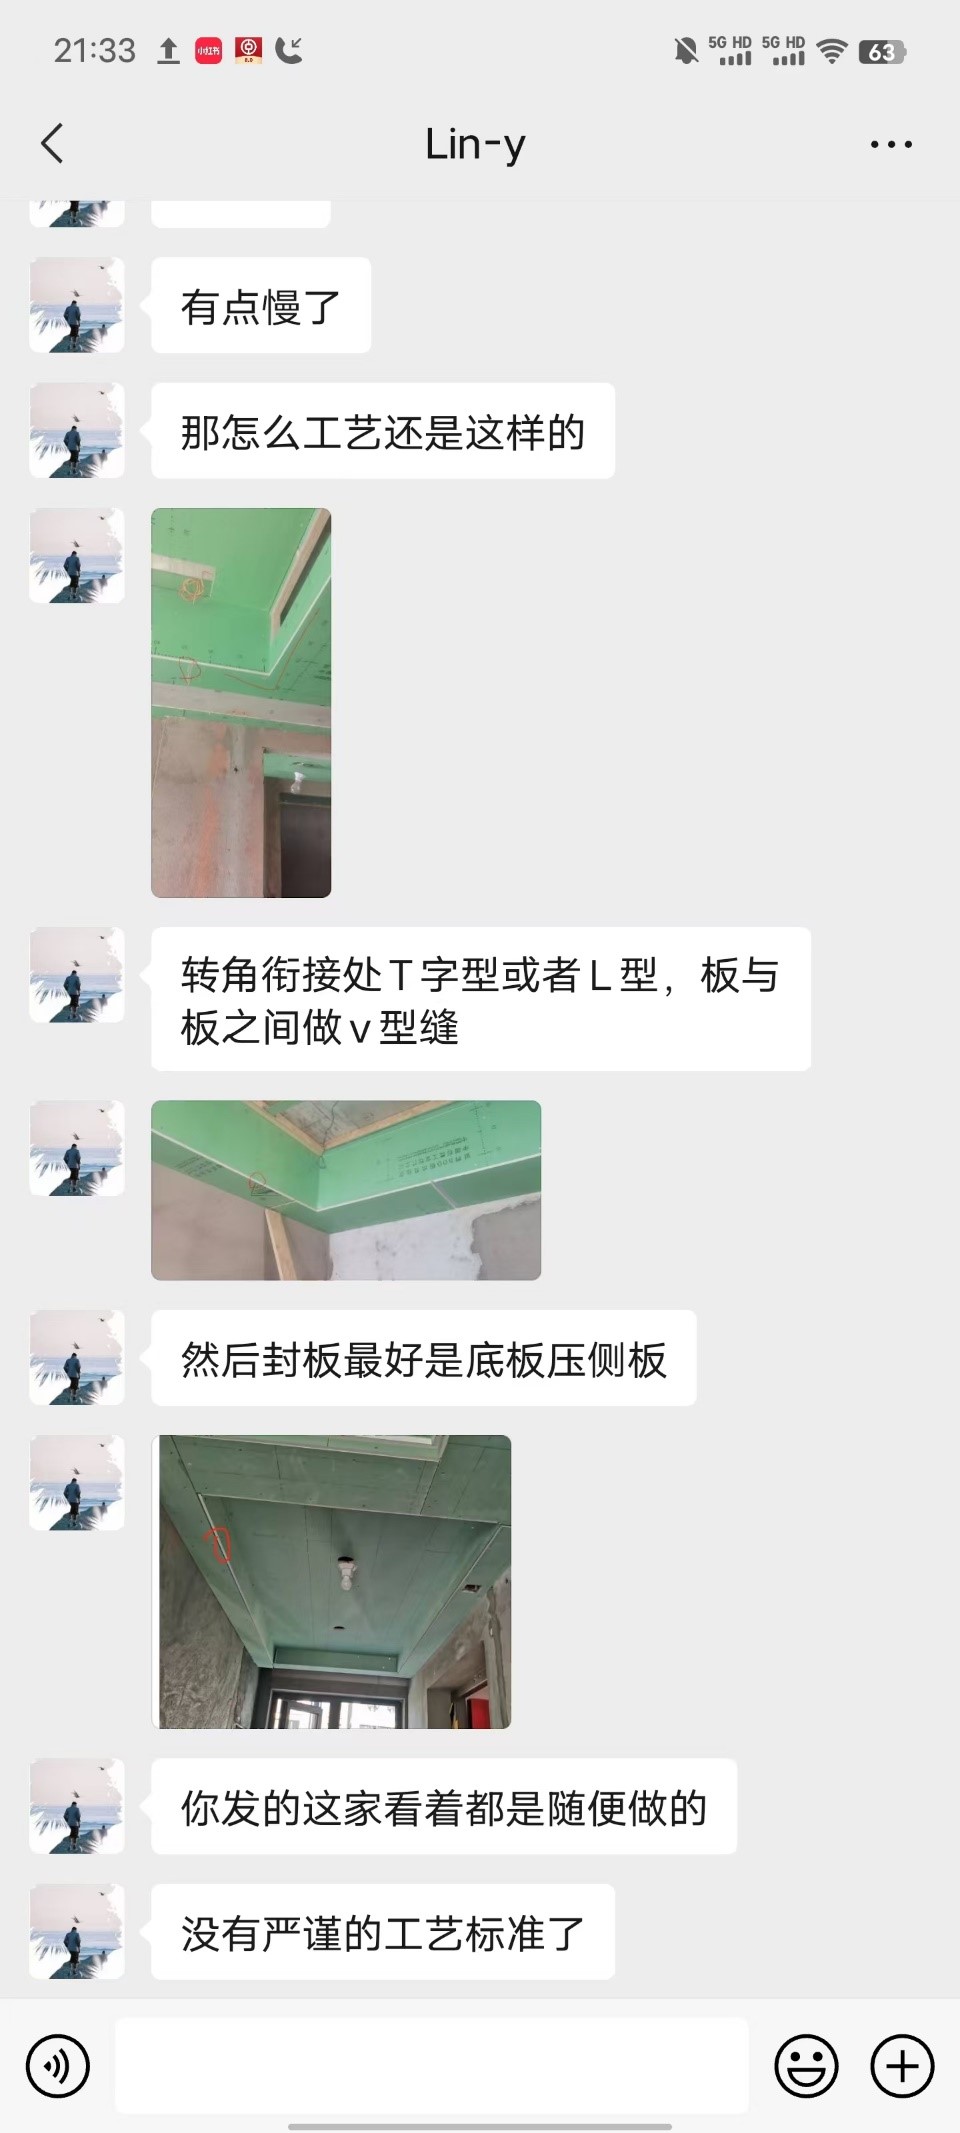 21:33
小红书
5G HD
5G HD
63
Lin-y
有点慢了
那怎么工艺还是这样的
转角衔接处T字型或者L型，板与
板之间做v型缝
然后封板最好是底板压侧板
你发的这家看着都是随便做的
没有严谨的工艺标准了